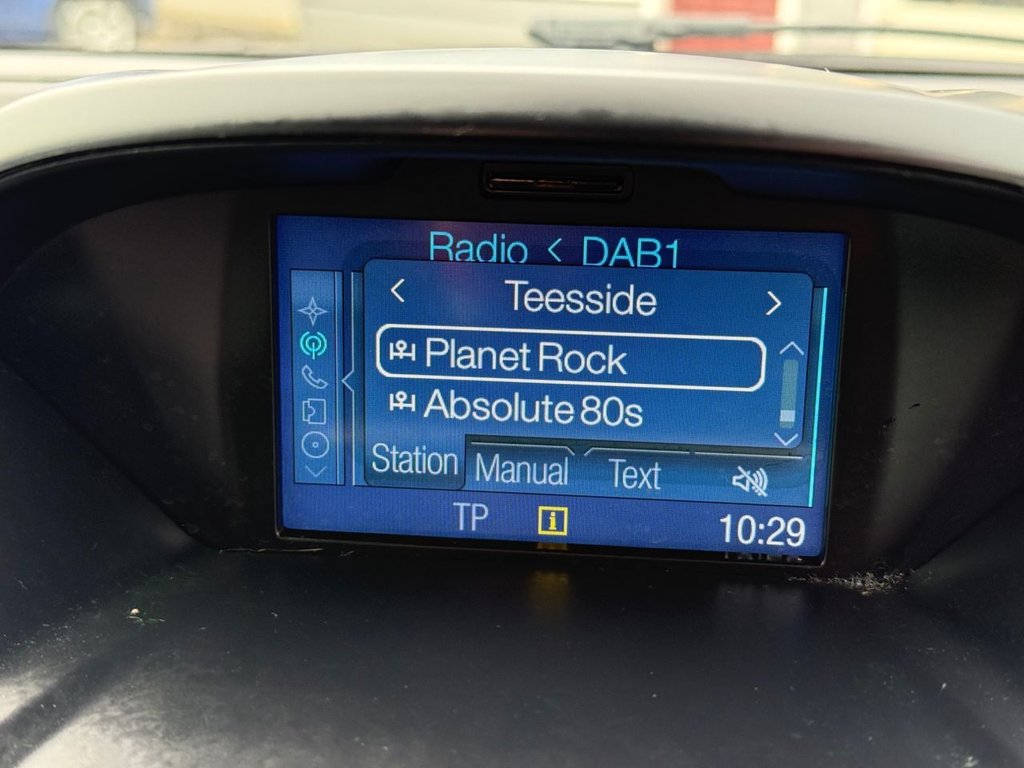 Radio < DAB1
< Teesside >
Planet Rock
Absolute 80s
Station Manual Text
TP i 10:29